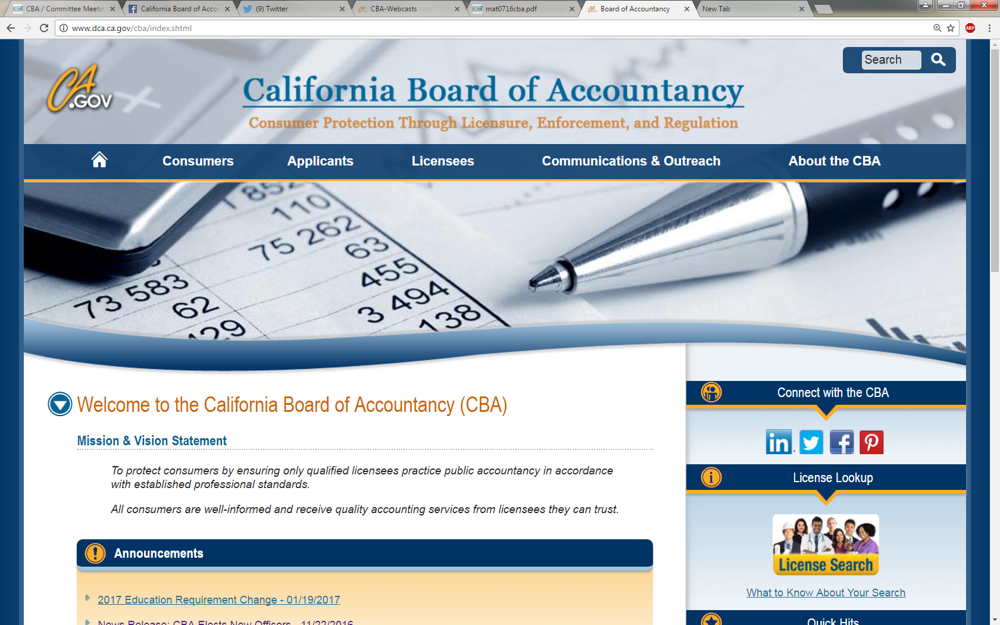 CBA / Committee Meetin
California Board of Accou
(9) Twitter
CBA-Webcasts
mat0716cba.pdf
Board of Accountancy
New Tab
www.dca.ca.gov/cba/index.shtml
ABP
CA
.GOV
Search
California Board of Accountancy
Consumer Protection Through Licensure, Enforcement, and Regulation
Consumers
Applicants
Licensees
Communications & Outreach
About the CBA
1 852
110
75 262
63
455
3 494
138
73 583
62
129
Welcome to the California Board of Accountancy (CBA)
Mission & Vision Statement
To protect consumers by ensuring only qualified licensees practice public accountancy in accordance
with established professional standards.
All consumers are well-informed and receive quality accounting services from licensees they can trust.
Announcements
2017 Education Requirement Change - 01/19/2017
News Release: CBA Elects New Officers - 11/22/2016
Connect with the CBA
in
License Lookup
License Search
What to Know About Your Search
Quick Hits